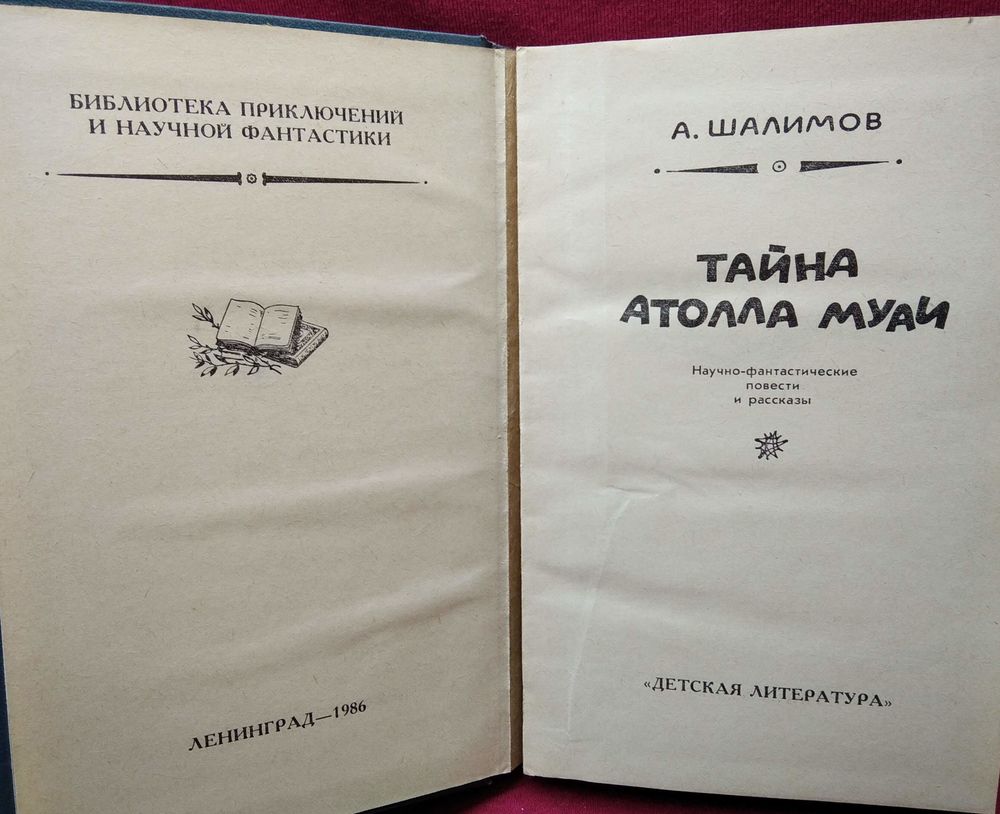 БИБЛИОТЕКА ПРИКЛЮЧЕНИЙ
И НАУЧНОЙ ФАНТАСТИКИ
ЛЕНИНГРАД—1986
А. ШАЛИМОВ
ТАЙНА
АТОЛЛА МУАИ
Научно-фантастические
повести
и рассказы
«ДЕТСКАЯ ЛИТЕРАТУРА»